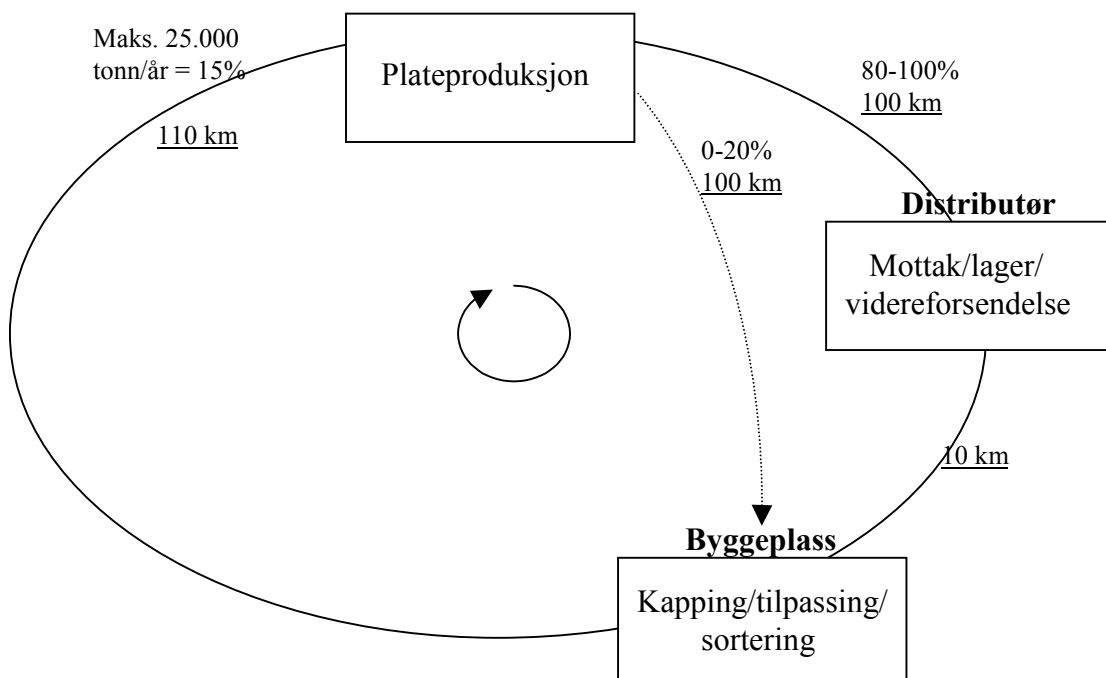 Maks. 25.000
tonn/år = 15%
110 km
Plateproduksjon
80-100%
100 km
0-20%
100 km
Distributør
Mottak/lager/
videreforsendelse
10 km
Byggeplass
Kapping/tilpassing/
sortering